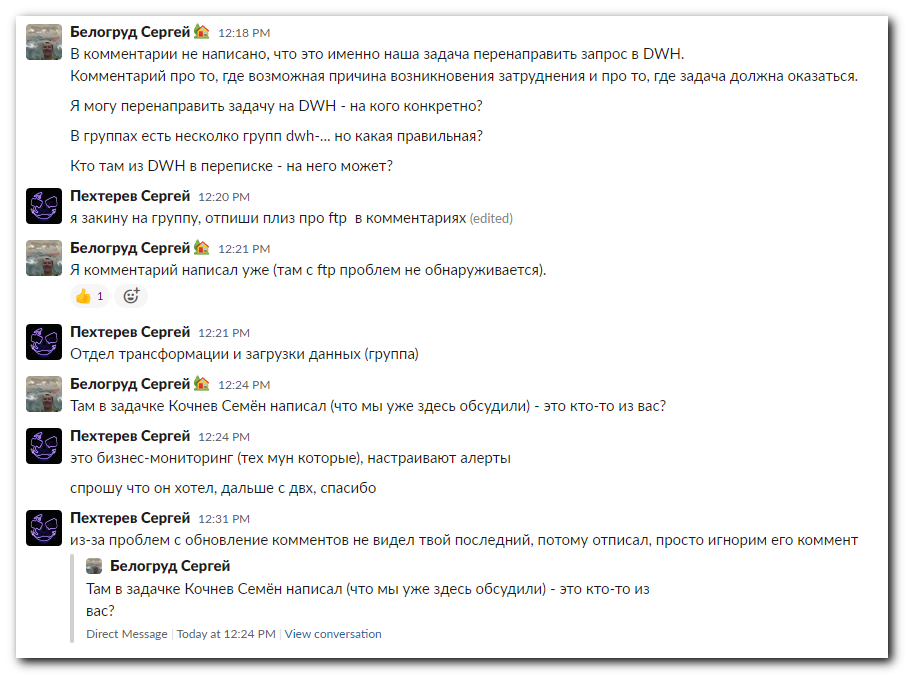 Белогруд Сергей 12:18 PM
В комментарии не написано, что это именно наша задача перенаправить запрос в DWH.
Комментарий про то, где возможная причина возникновения затруднения и про то, где задача должна оказаться.
Я могу перенаправить задачу на DWH - на кого конкретно?
В группах есть несколко групп dwh-... но какая правильная?
Кто там из DWH в переписке - на него может?
Пехтерев Сергей 12:20 PM
я закину на группу, отпиши плиз про ftp в комментариях (edited)
Белогруд Сергей 12:21 PM
Я комментарий написал уже (там с ftp проблем не обнаруживается).
1
Пехтерев Сергей 12:21 PM
Отдел трансформации и загрузки данных (группа)
Белогруд Сергей 12:24 PM
Там в задачке Кочнев Семён написал (что мы уже здесь обсудили) - это кто-то из вас?
Пехтерев Сергей 12:24 PM
это бизнес-мониторинг (тех мун которые), настраивают алерты
спрошу что он хотел, дальше с двх, спасибо
Пехтерев Сергей 12:31 PM
из-за проблем с обновление комментов не видел твой последний, потому отписал, просто игнорим его коммент
Белогруд Сергей
Там в задачке Кочнев Семён написал (что мы уже здесь обсудили) - это кто-то из
вас?
Direct Message | Today at 12:24 PM | View conversation